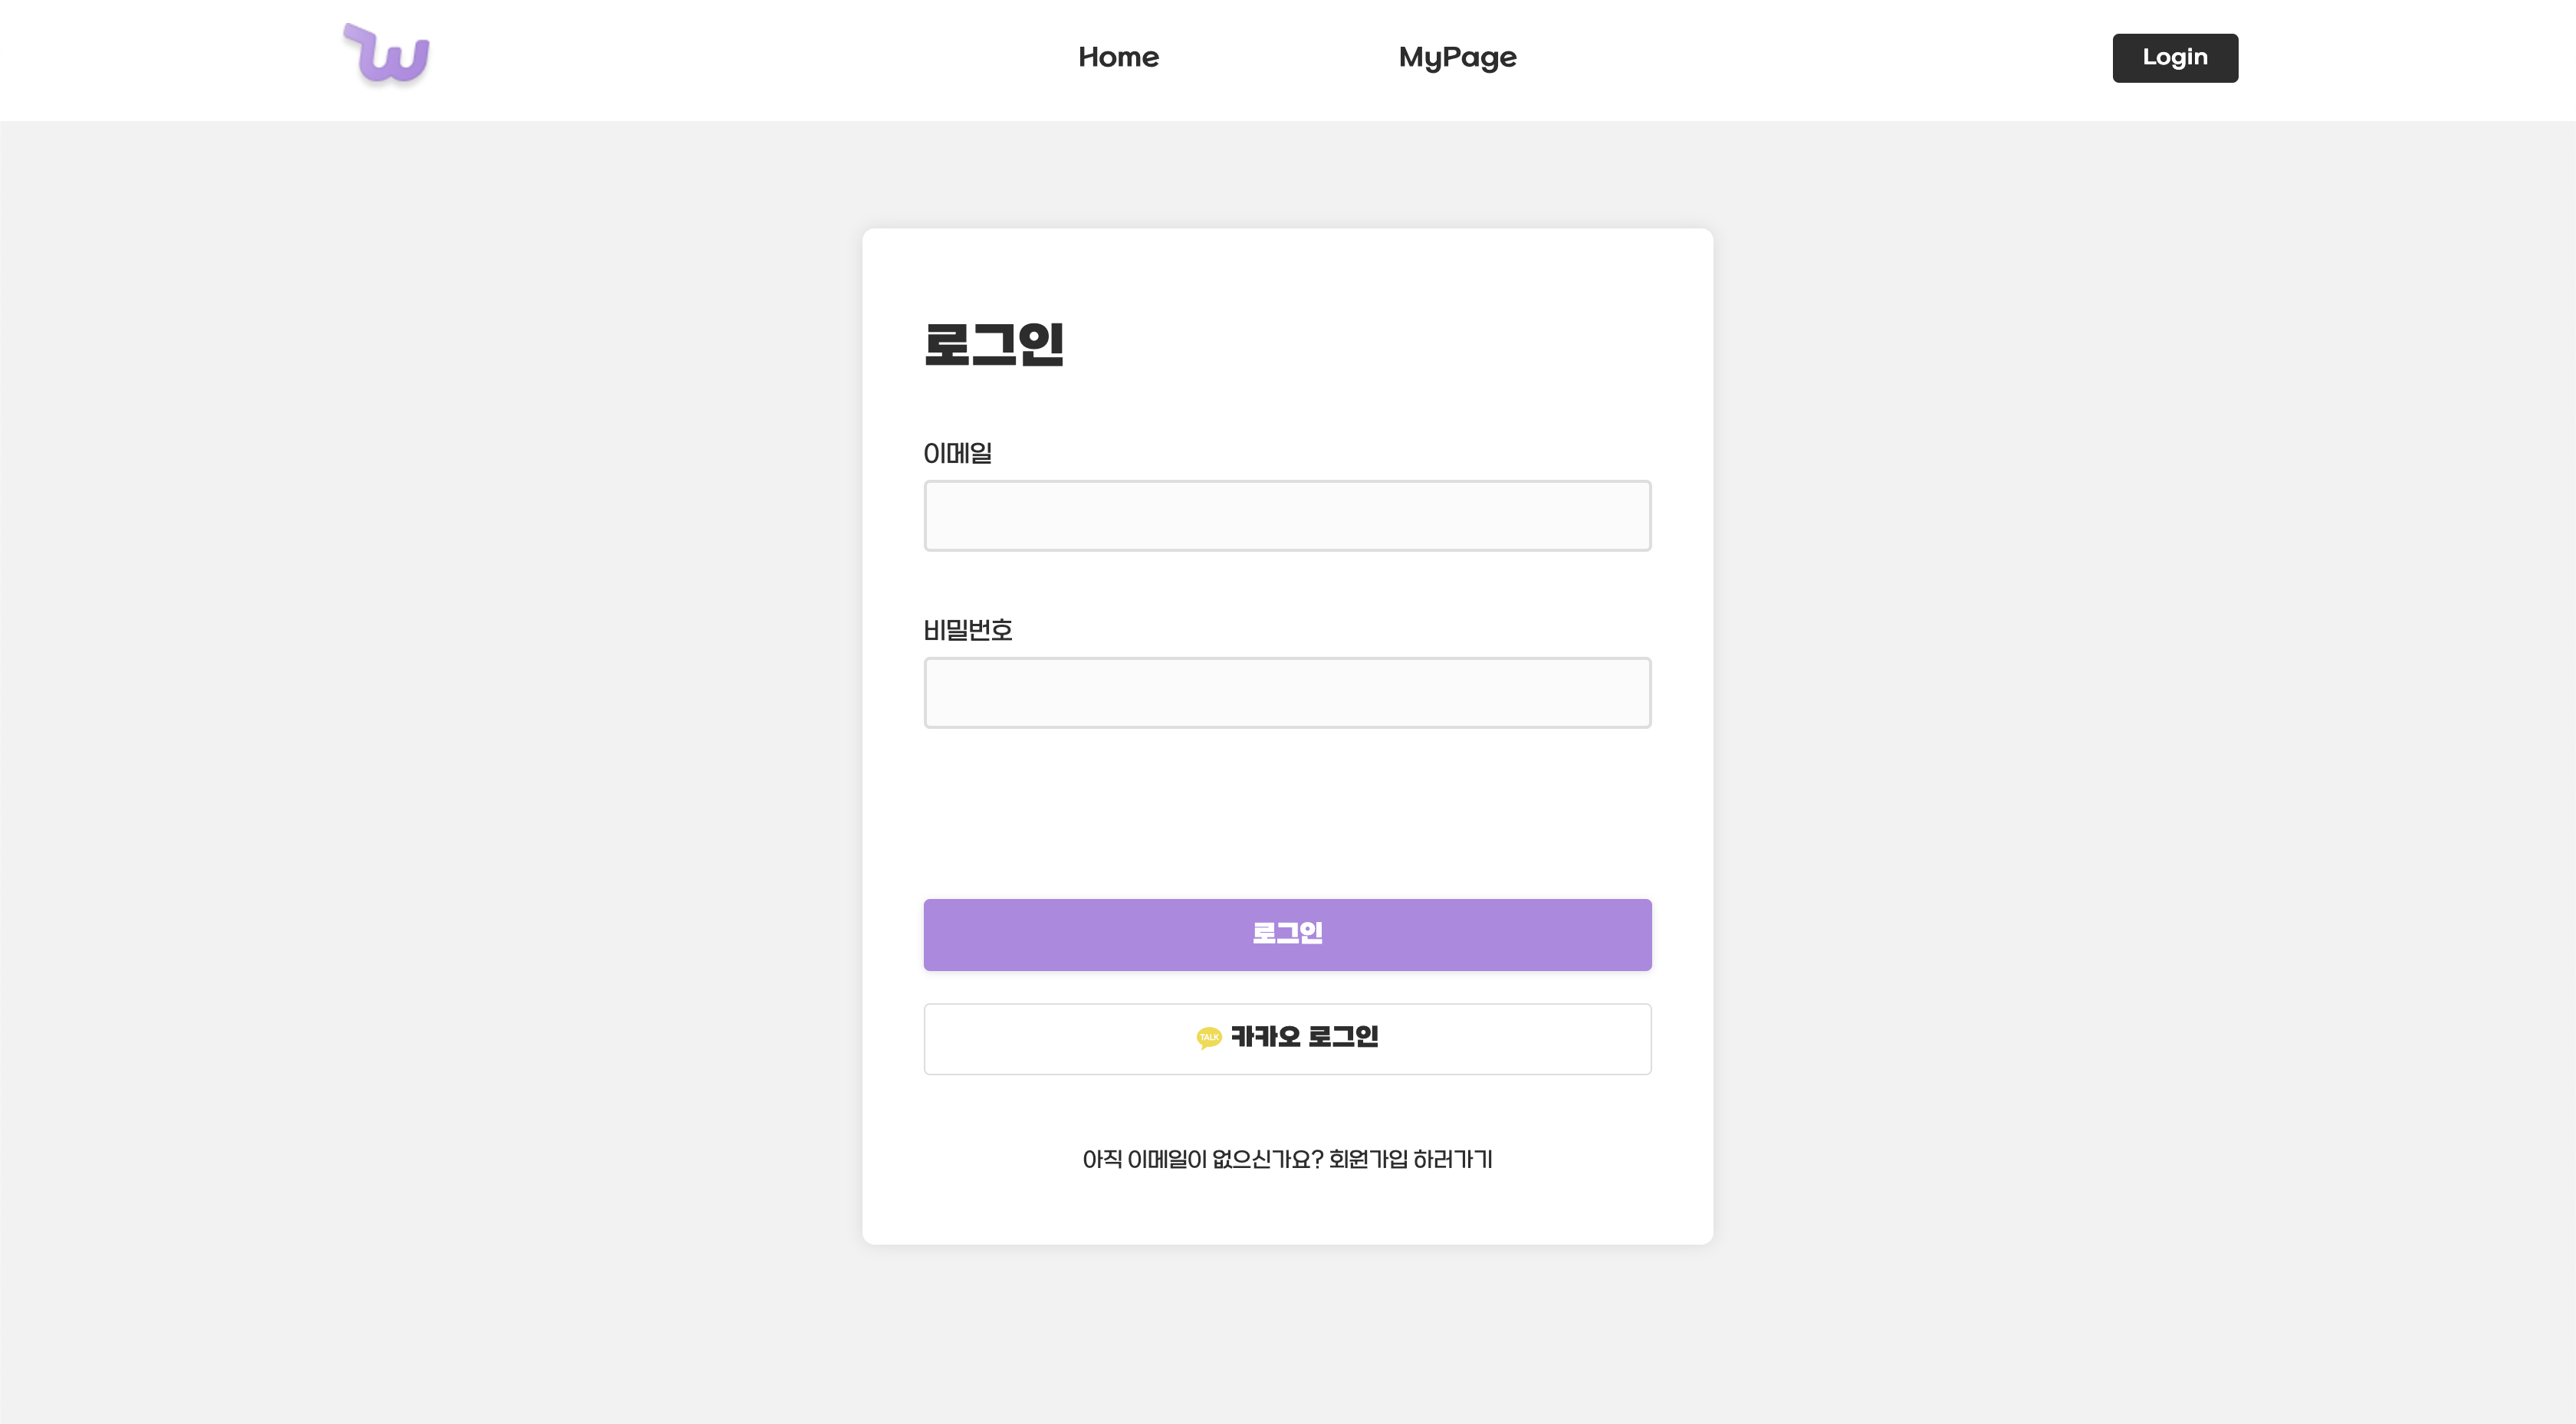 W
Home
MyPage
Login
로그인
이메일
비밀번호
로그인
TALK 카카오 로그인
아직 이메일이 없으신가요? 회원가입 하러가기